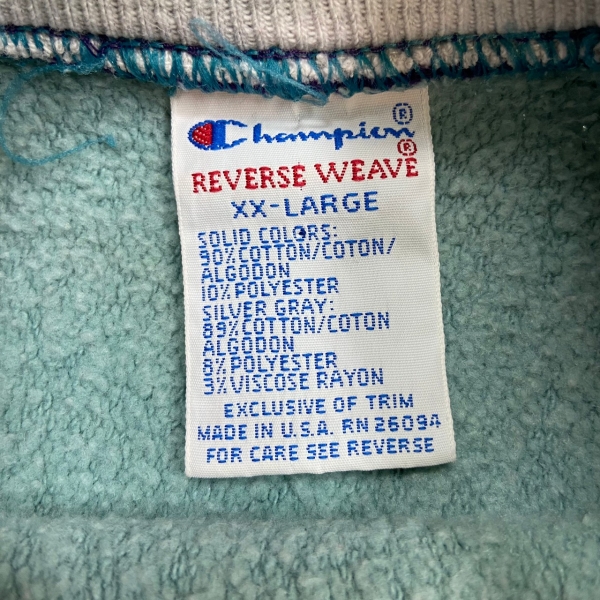 Champion®
REVERSE WEAVE®
XX-LARGE
SOLID COLORS:
90%COTTON/COTON/
ALGODON
10%POLYESTER
SILVER GRAY:
89%COTTON/COTON
ALGODON
8%POLYESTER
3%VISCOSE RAYON
EXCLUSIVE OF TRIM
MADE IN U.S.A. RN 26094
FOR CARE SEE REVERSE